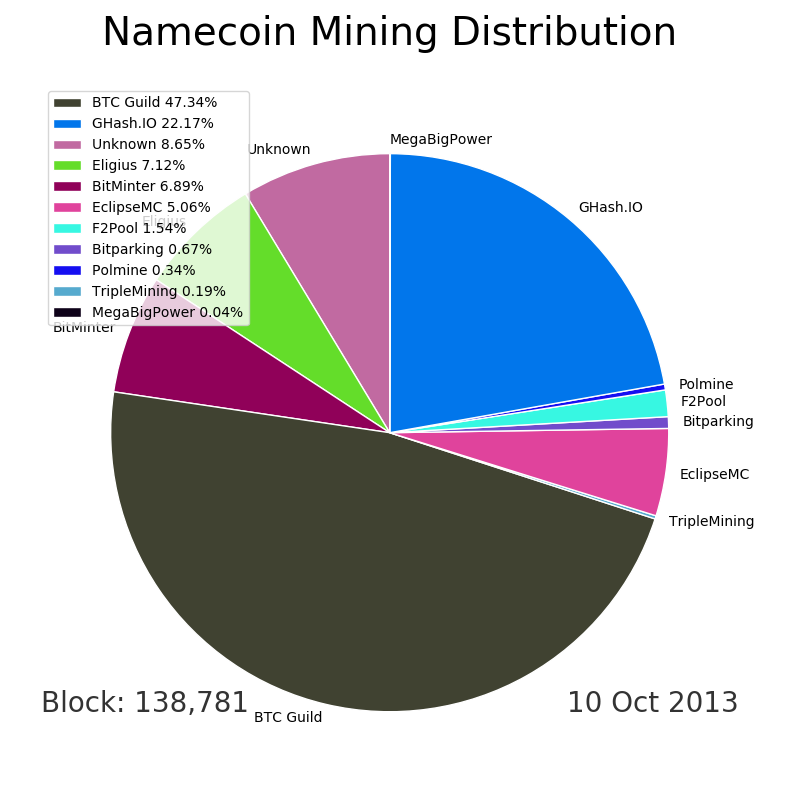 Namecoin Mining Distribution
BTC Guild 47.34%
GHash.IO 22.17%
Unknown 8.65%
Eligius 7.12%
BitMinter 6.89%
EclipseMC 5.06%
F2Pool 1.54%
Bitparking 0.67%
Polmine 0.34%
TripleMining 0.19%
MegaBigPower 0.04%
MegaBigPower
Unknown
GHash.IO
Eligius
BitMinter
Polmine
F2Pool
Bitparking
EclipseMC
TripleMining
Block: 138,781
10 Oct 2013
BTC Guild